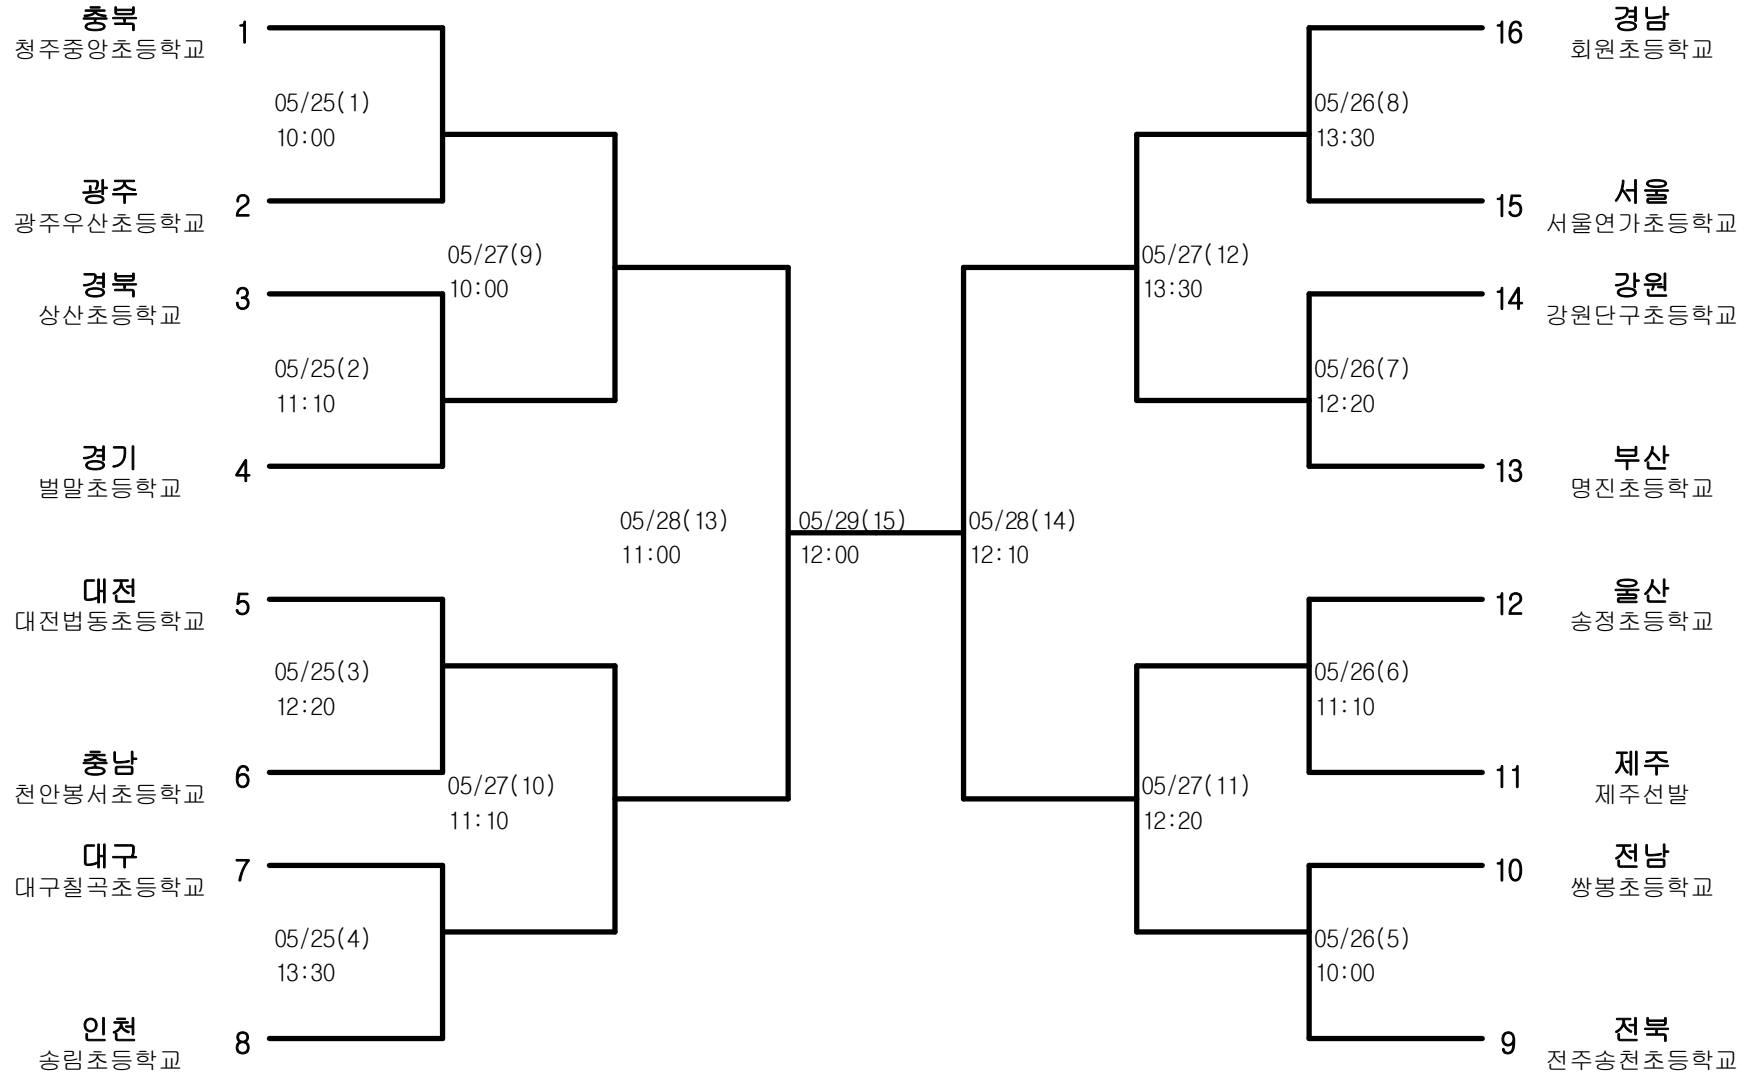 충북
청주중앙초등학교
1
05/25(1)
10:00
광주
광주우산초등학교
2
05/27(9)
10:00
경북
상산초등학교
3
05/25(2)
11:10
경기
벌말초등학교
4
05/28(13)
11:00
대전
대전법동초등학교
5
05/25(3)
12:20
충남
천안봉서초등학교
6
05/27(10)
11:10
대구
대구칠곡초등학교
7
05/25(4)
13:30
인천
송림초등학교
8
05/29(15)
12:00
16
경남
회원초등학교
05/26(8)
13:30
15
서울
서울연가초등학교
05/27(12)
13:30
14
강원
강원단구초등학교
05/26(7)
12:20
13
부산
명진초등학교
05/28(14)
12:10
12
울산
송정초등학교
05/26(6)
11:10
11
제주
제주선발
05/27(11)
12:20
10
전남
쌍봉초등학교
05/26(5)
10:00
9
전북
전주송천초등학교